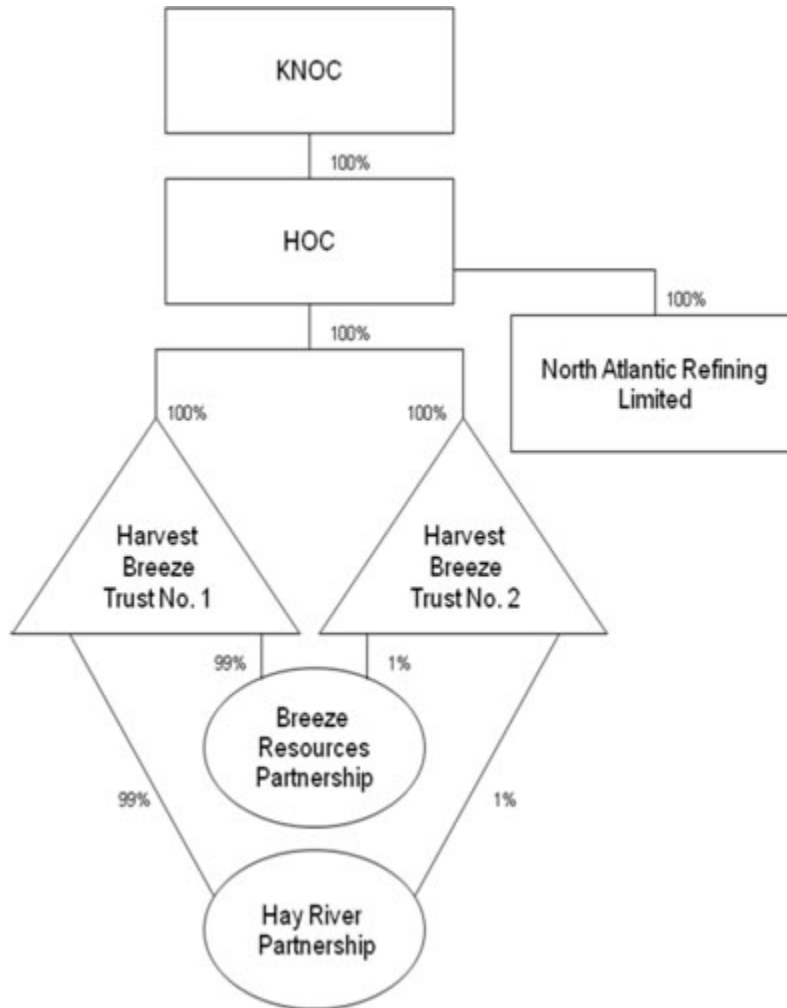 KNOC
100%
HOC
100%
100%
North Atlantic Refining
Limited
100%
100%
Harvest
Breeze
Trust No. 1
Harvest
Breeze
Trust No. 2
99%
1%
Breeze
Resources
Partnership
99%
1%
Hay River
Partnership